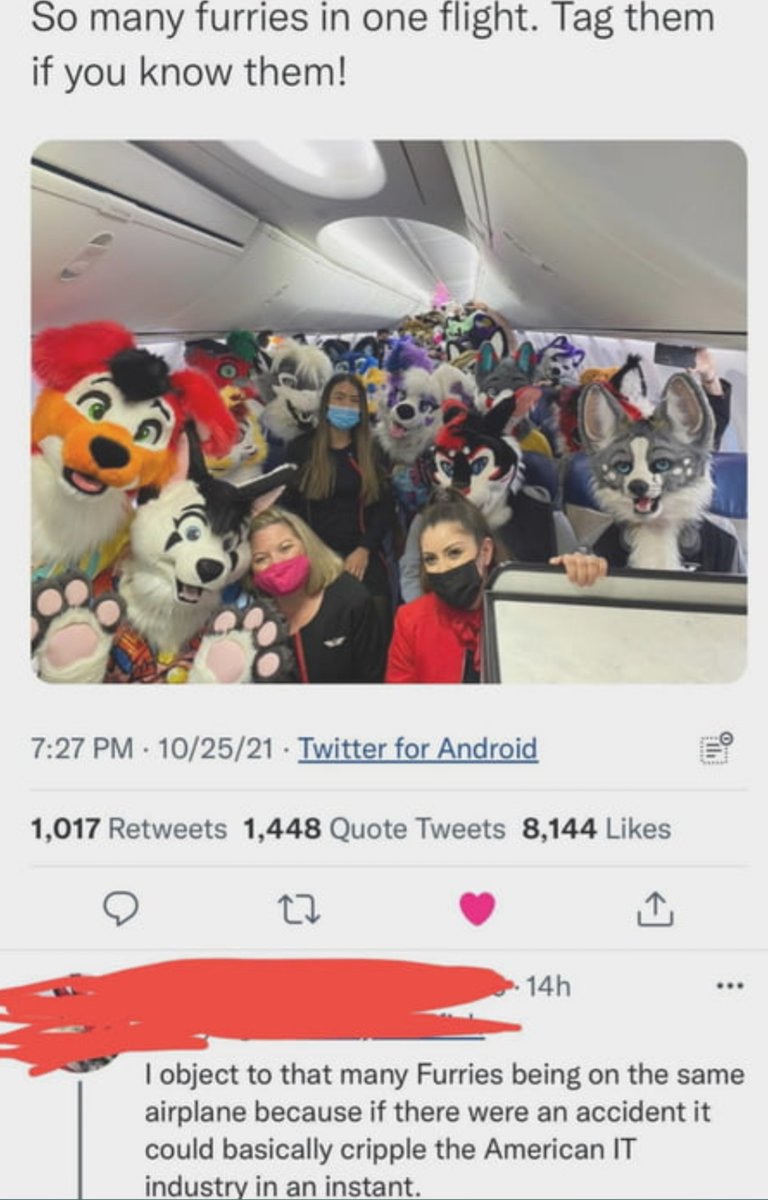 So many furries in one flight. Tag them
if you know them!
7:27 PM · 10/25/21 · Twitter for Android
1,017 Retweets 1,448 Quote Tweets 8,144 Likes
· 14h
I object to that many Furries being on the same
airplane because if there were an accident it
could basically cripple the American IT
industry in an instant.